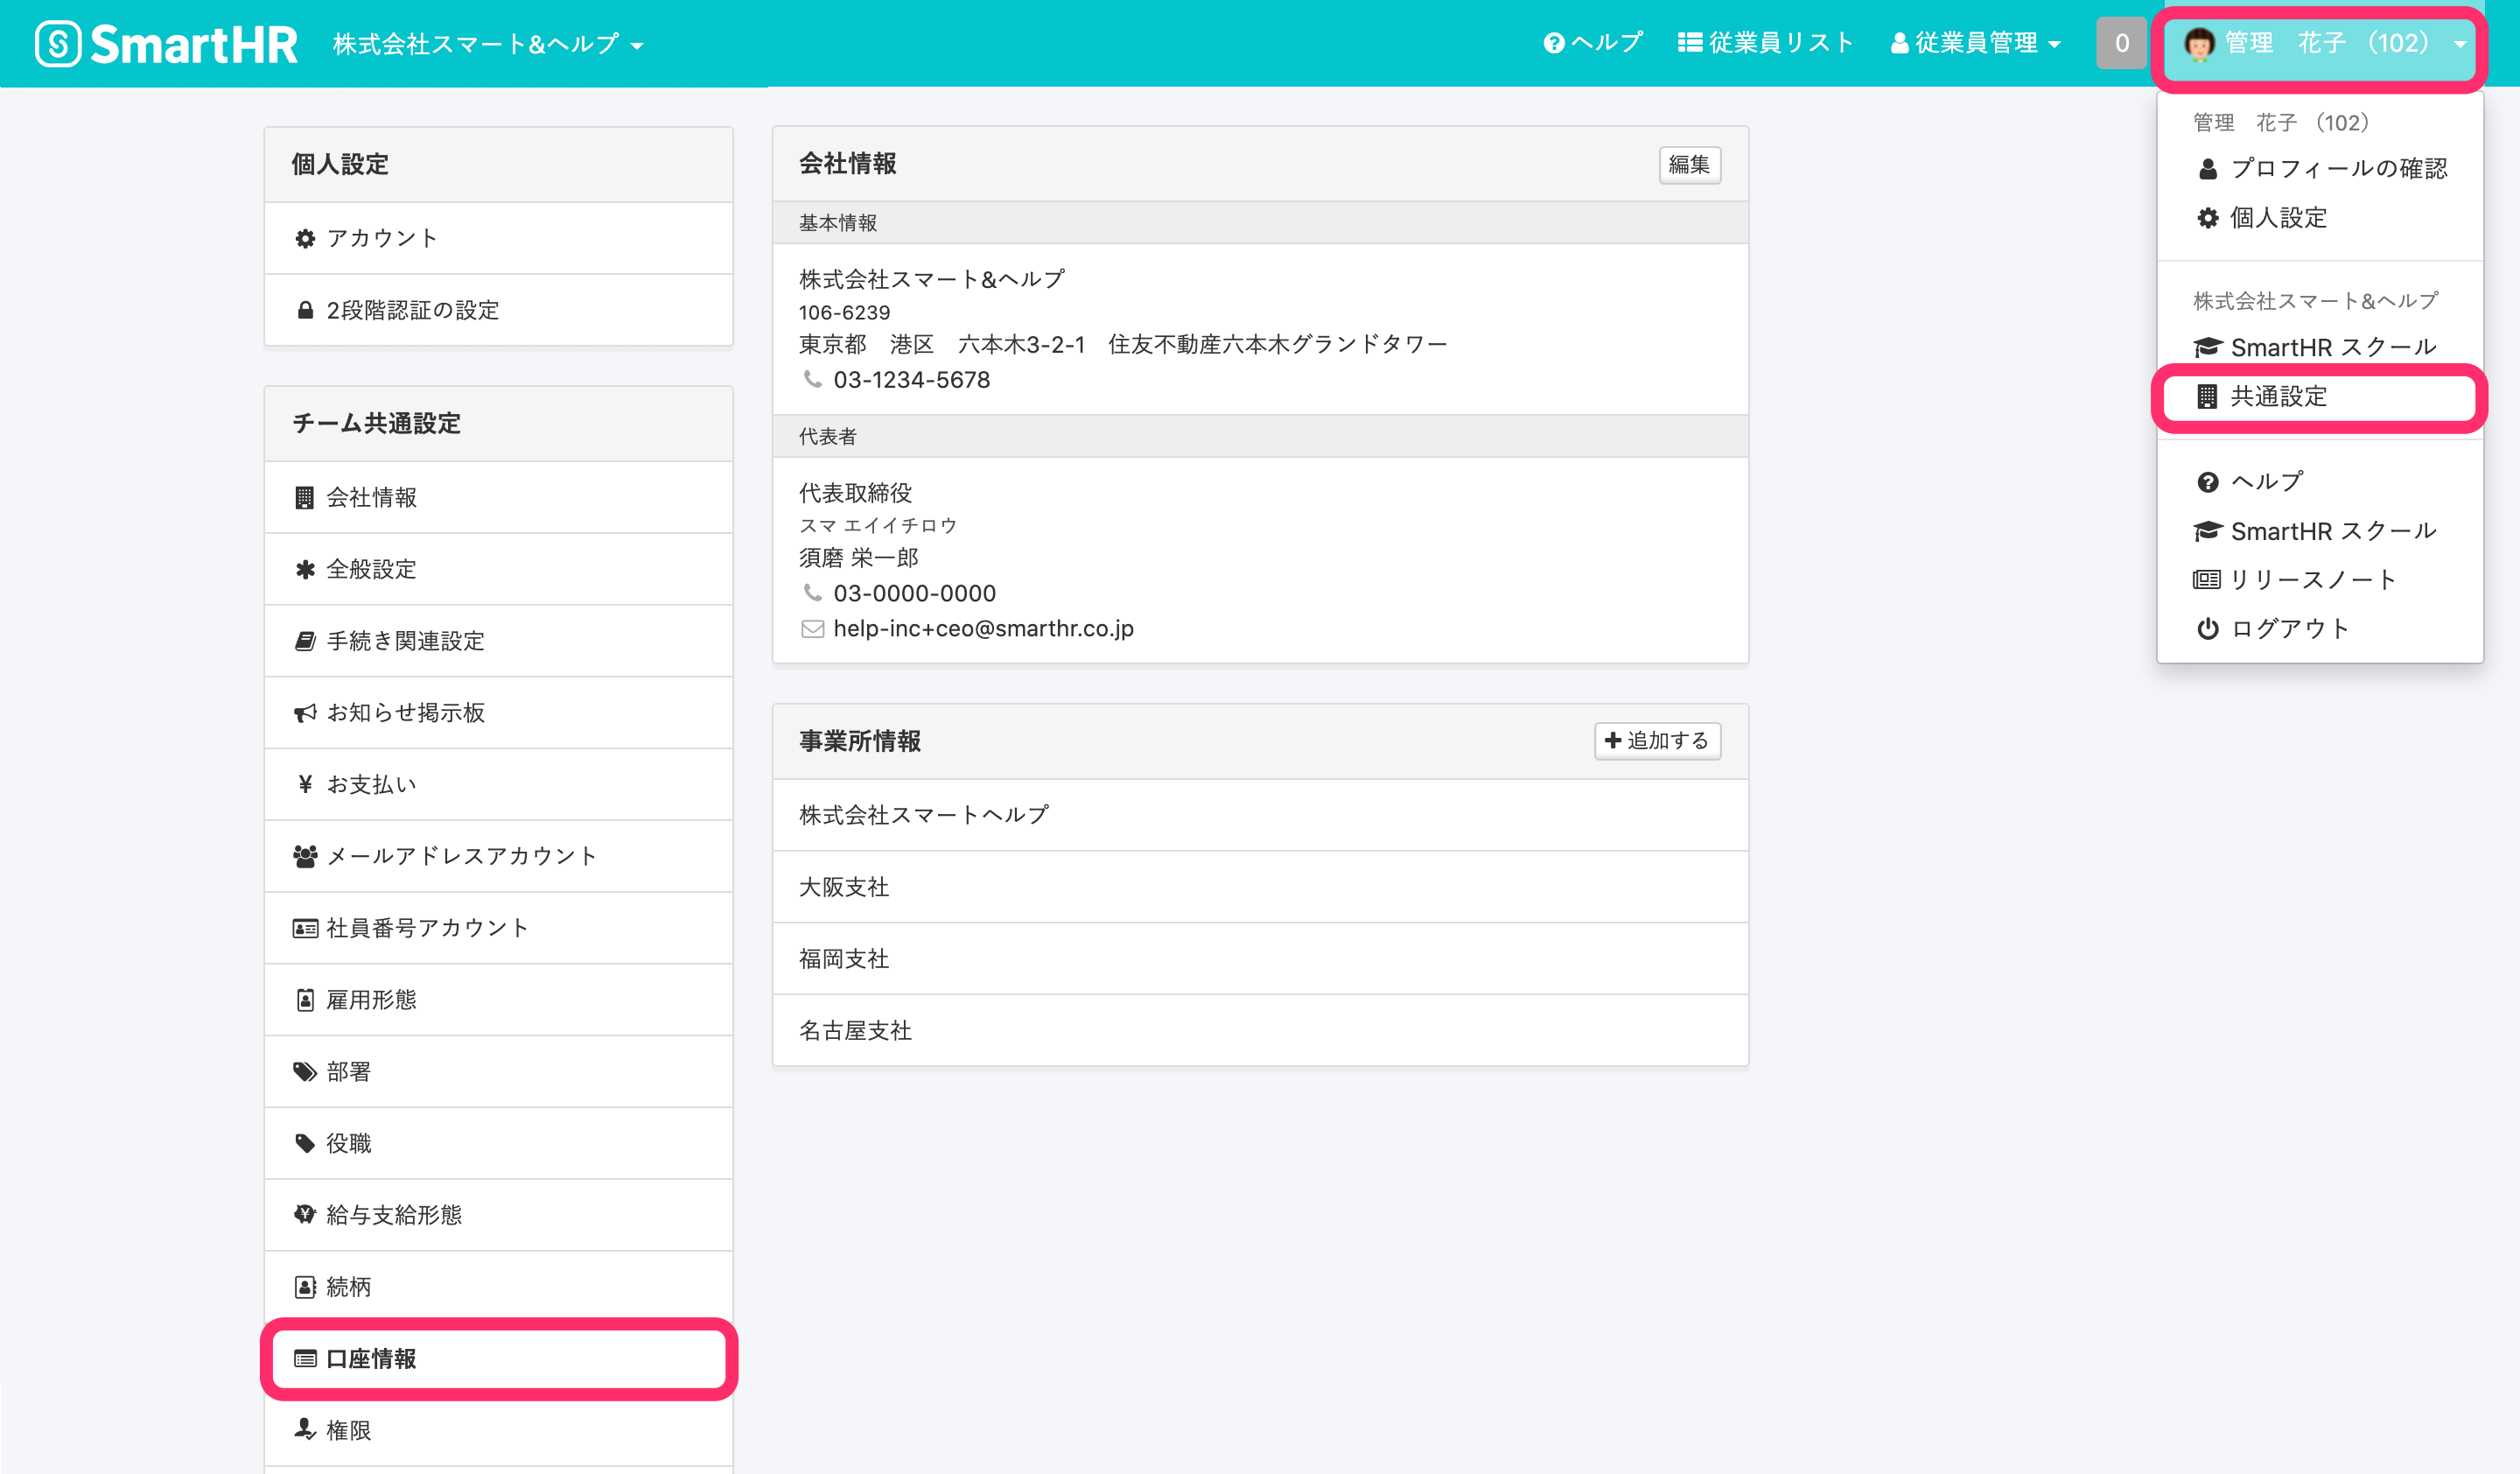 SmartHR 株式会社スマート&ヘルプ ヘルプ 従業員リスト 従業員管理 0 管理　花子 （102）
管理　花子 （102）
プロフィールの確認
個人設定
株式会社スマート&ヘルプ
SmartHR スクール
共通設定
ヘルプ
SmartHR スクール
リリースノート
ログアウト
個人設定
アカウント
2段階認証の設定
チーム共通設定
会社情報
全般設定
手続き関連設定
お知らせ掲示板
お支払い
メールアドレスアカウント
社員番号アカウント
雇用形態
部署
役職
給与支給形態
続柄
口座情報
権限
会社情報 編集
基本情報
株式会社スマート&ヘルプ
106-6239
東京都　港区　六本木3-2-1　住友不動産六本木グランドタワー
03-1234-5678
代表者
代表取締役
スマ エイイチロウ
須磨 栄一郎
03-0000-0000
help-inc+ceo@smarthr.co.jp
事業所情報 追加する
株式会社スマートヘルプ
大阪支社
福岡支社
名古屋支社